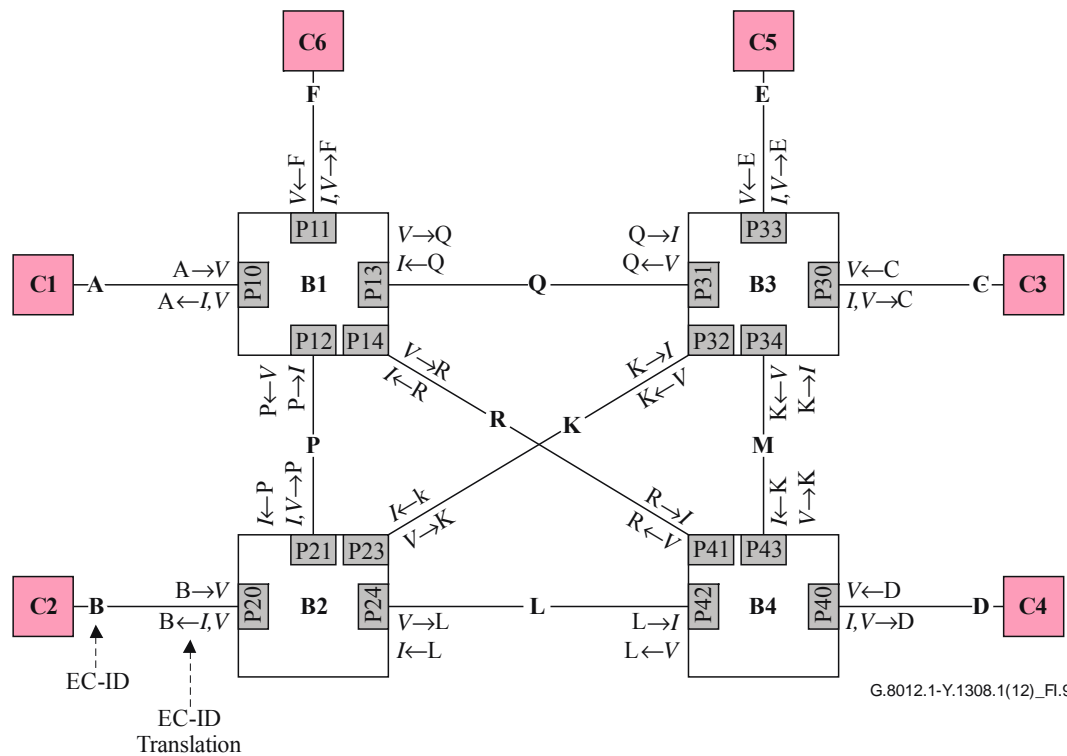 C6
C5
F
E
V←F
I,V→F
V←E
I,V→E
P11
P33
V→Q
I←Q
Q→I
Q←V
C1
A
A→V
A←I,V
P10
B1
P13
Q
P31
B3
P30
V←C
I,V→C
C
C3
P12
P14
P32
P34
P←V
P→I
V→R
I←R
K→I
K←V
K←V
K→I
R
K
P
M
I←P
I,V→P
I←k
V→K
R→I
R←V
I←K
V→K
P21
P23
P41
P43
C2
B
B→V
B←I,V
P20
B2
P24
L
P42
B4
P40
V←D
I,V→D
D
C4
V→L
I←L
L→I
L←V
EC-ID
EC-ID
Translation
G.8012.1-Y.1308.1(12)_FI.9